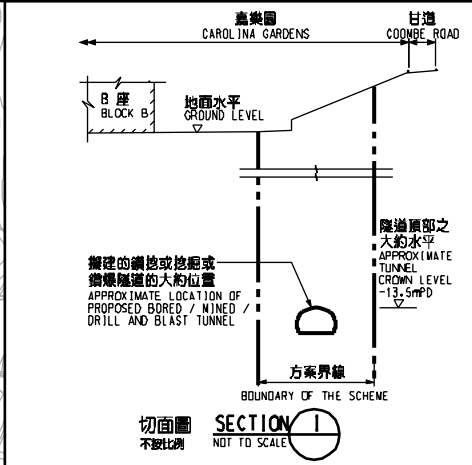 嘉樂園
CAROLINA GARDENS
甘道
COOMBE ROAD
B 座
BLOCK B
地面水平
GROUND LEVEL
隧道頂部之
大約水平
APPROXIMATE
TUNNEL
CROWN LEVEL
-13.5mPD
擬建的鑽挖或挖掘或
鑽爆隧道的大約位置
APPROXIMATE LOCATION OF
PROPOSED BORED / MINED /
DRILL AND BLAST TUNNEL
方案界線
BOUNDARY OF THE SCHEME
切面圖 SECTION 1
不按比例 NOT TO SCALE